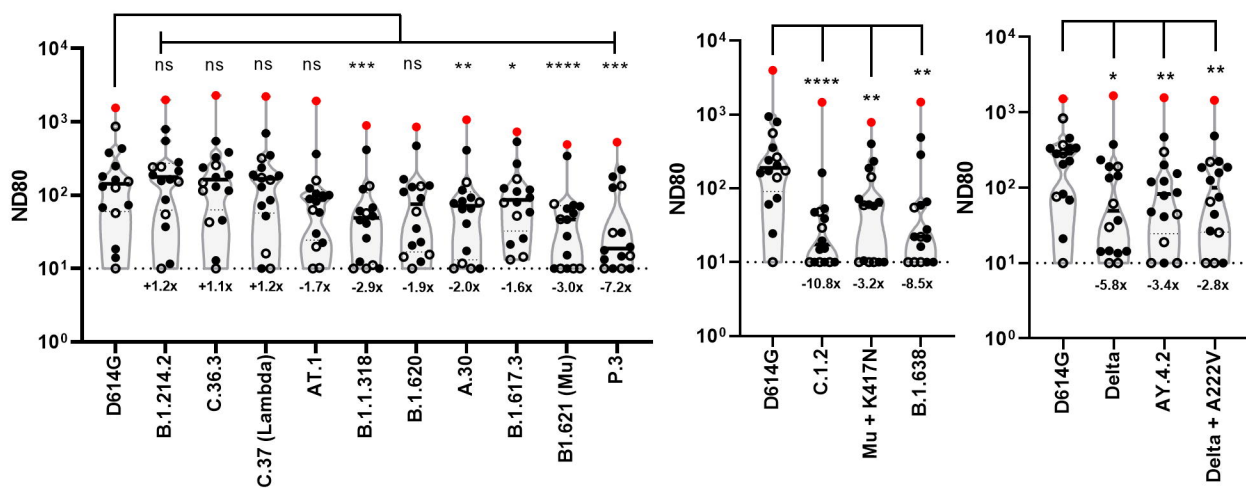 ns ns ns ns *** ns ** * **** ***
ND80
10⁴
10³
10²
10¹
10⁰
+1.2x +1.1x +1.2x -1.7x -2.9x -1.9x -2.0x -1.6x -3.0x -7.2x
D614G
B.1.214.2
C.36.3
C.37 (Lambda)
AT.1
B.1.1.318
B.1.620
A.30
B.1.617.3
B1.621 (Mu)
P.3
**** ** **
ND80
10⁴
10³
10²
10¹
10⁰
-10.8x -3.2x -8.5x
D614G
C.1.2
Mu + K417N
B.1.638
* ** **
ND80
10⁴
10³
10²
10¹
10⁰
-5.8x -3.4x -2.8x
D614G
Delta
AY.4.2
Delta + A222V